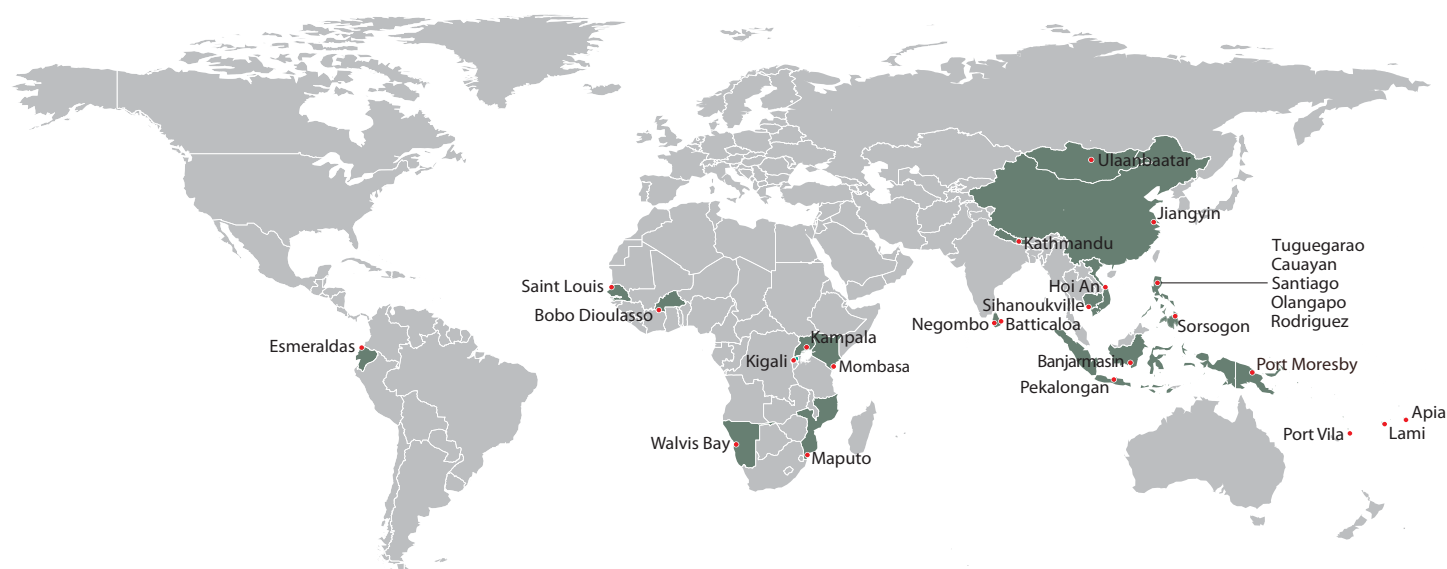 Ulaanbaatar
Jiangyin
Kathmandu
Tuguegarao
Cauayan
Santiago
Olangapo
Rodriguez
Saint Louis
Hoi An
Sihanoukville
Bobo Dioulasso
Negombo
Batticaloa
Sorsogon
Esmeraldas
Kampala
Kigali
Mombasa
Banjarmasin
Port Moresby
Pekalongan
Apia
Port Vila
Lami
Walvis Bay
Maputo